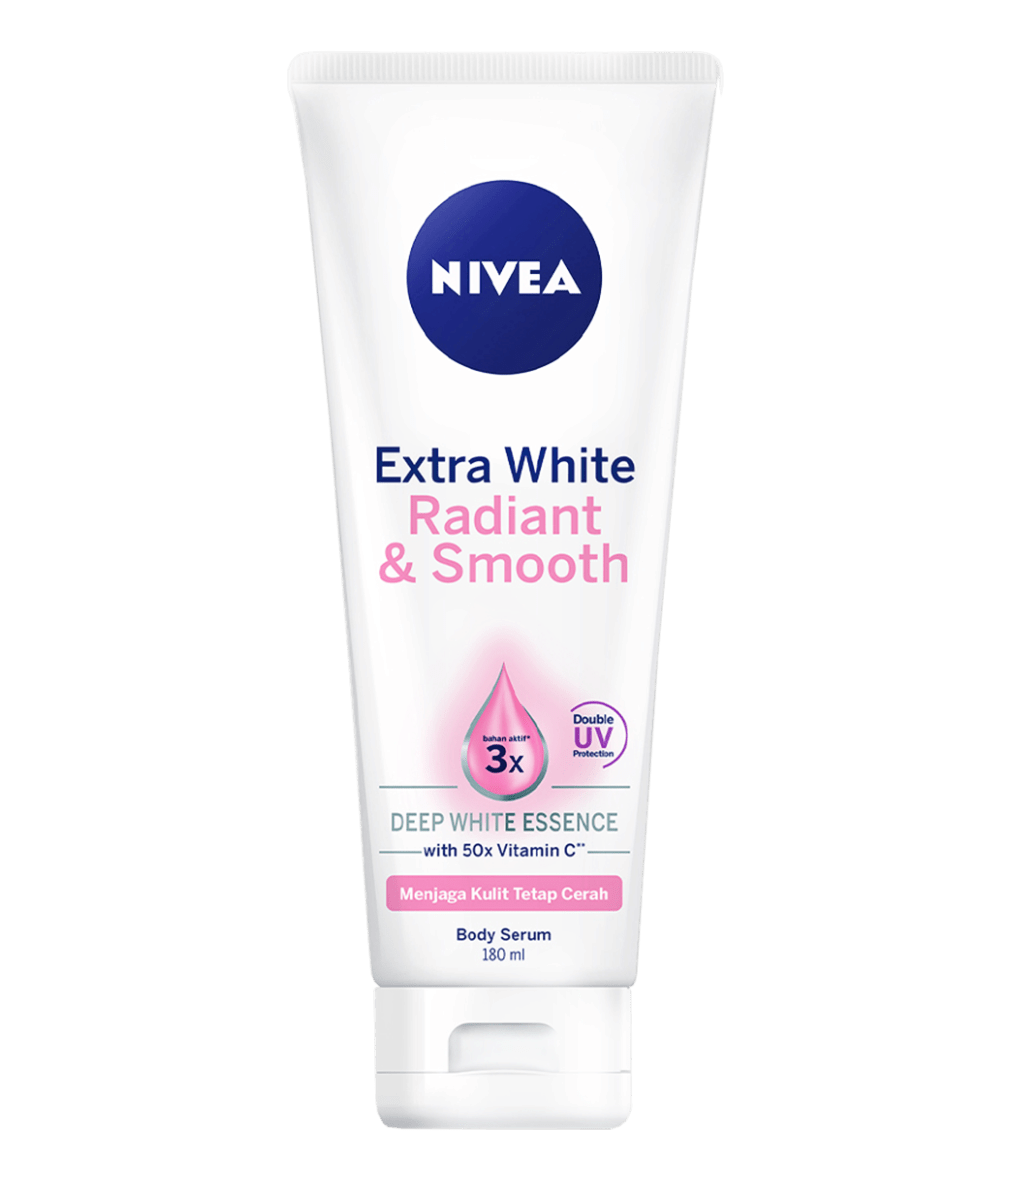 NIVEA
Extra White
Radiant
& Smooth
bahan aktif*
3x
Double
UV
Protection
DEEP WHITE ESSENCE
with 50x Vitamin C**
Menjaga Kulit Tetap Cerah
Body Serum
180 ml